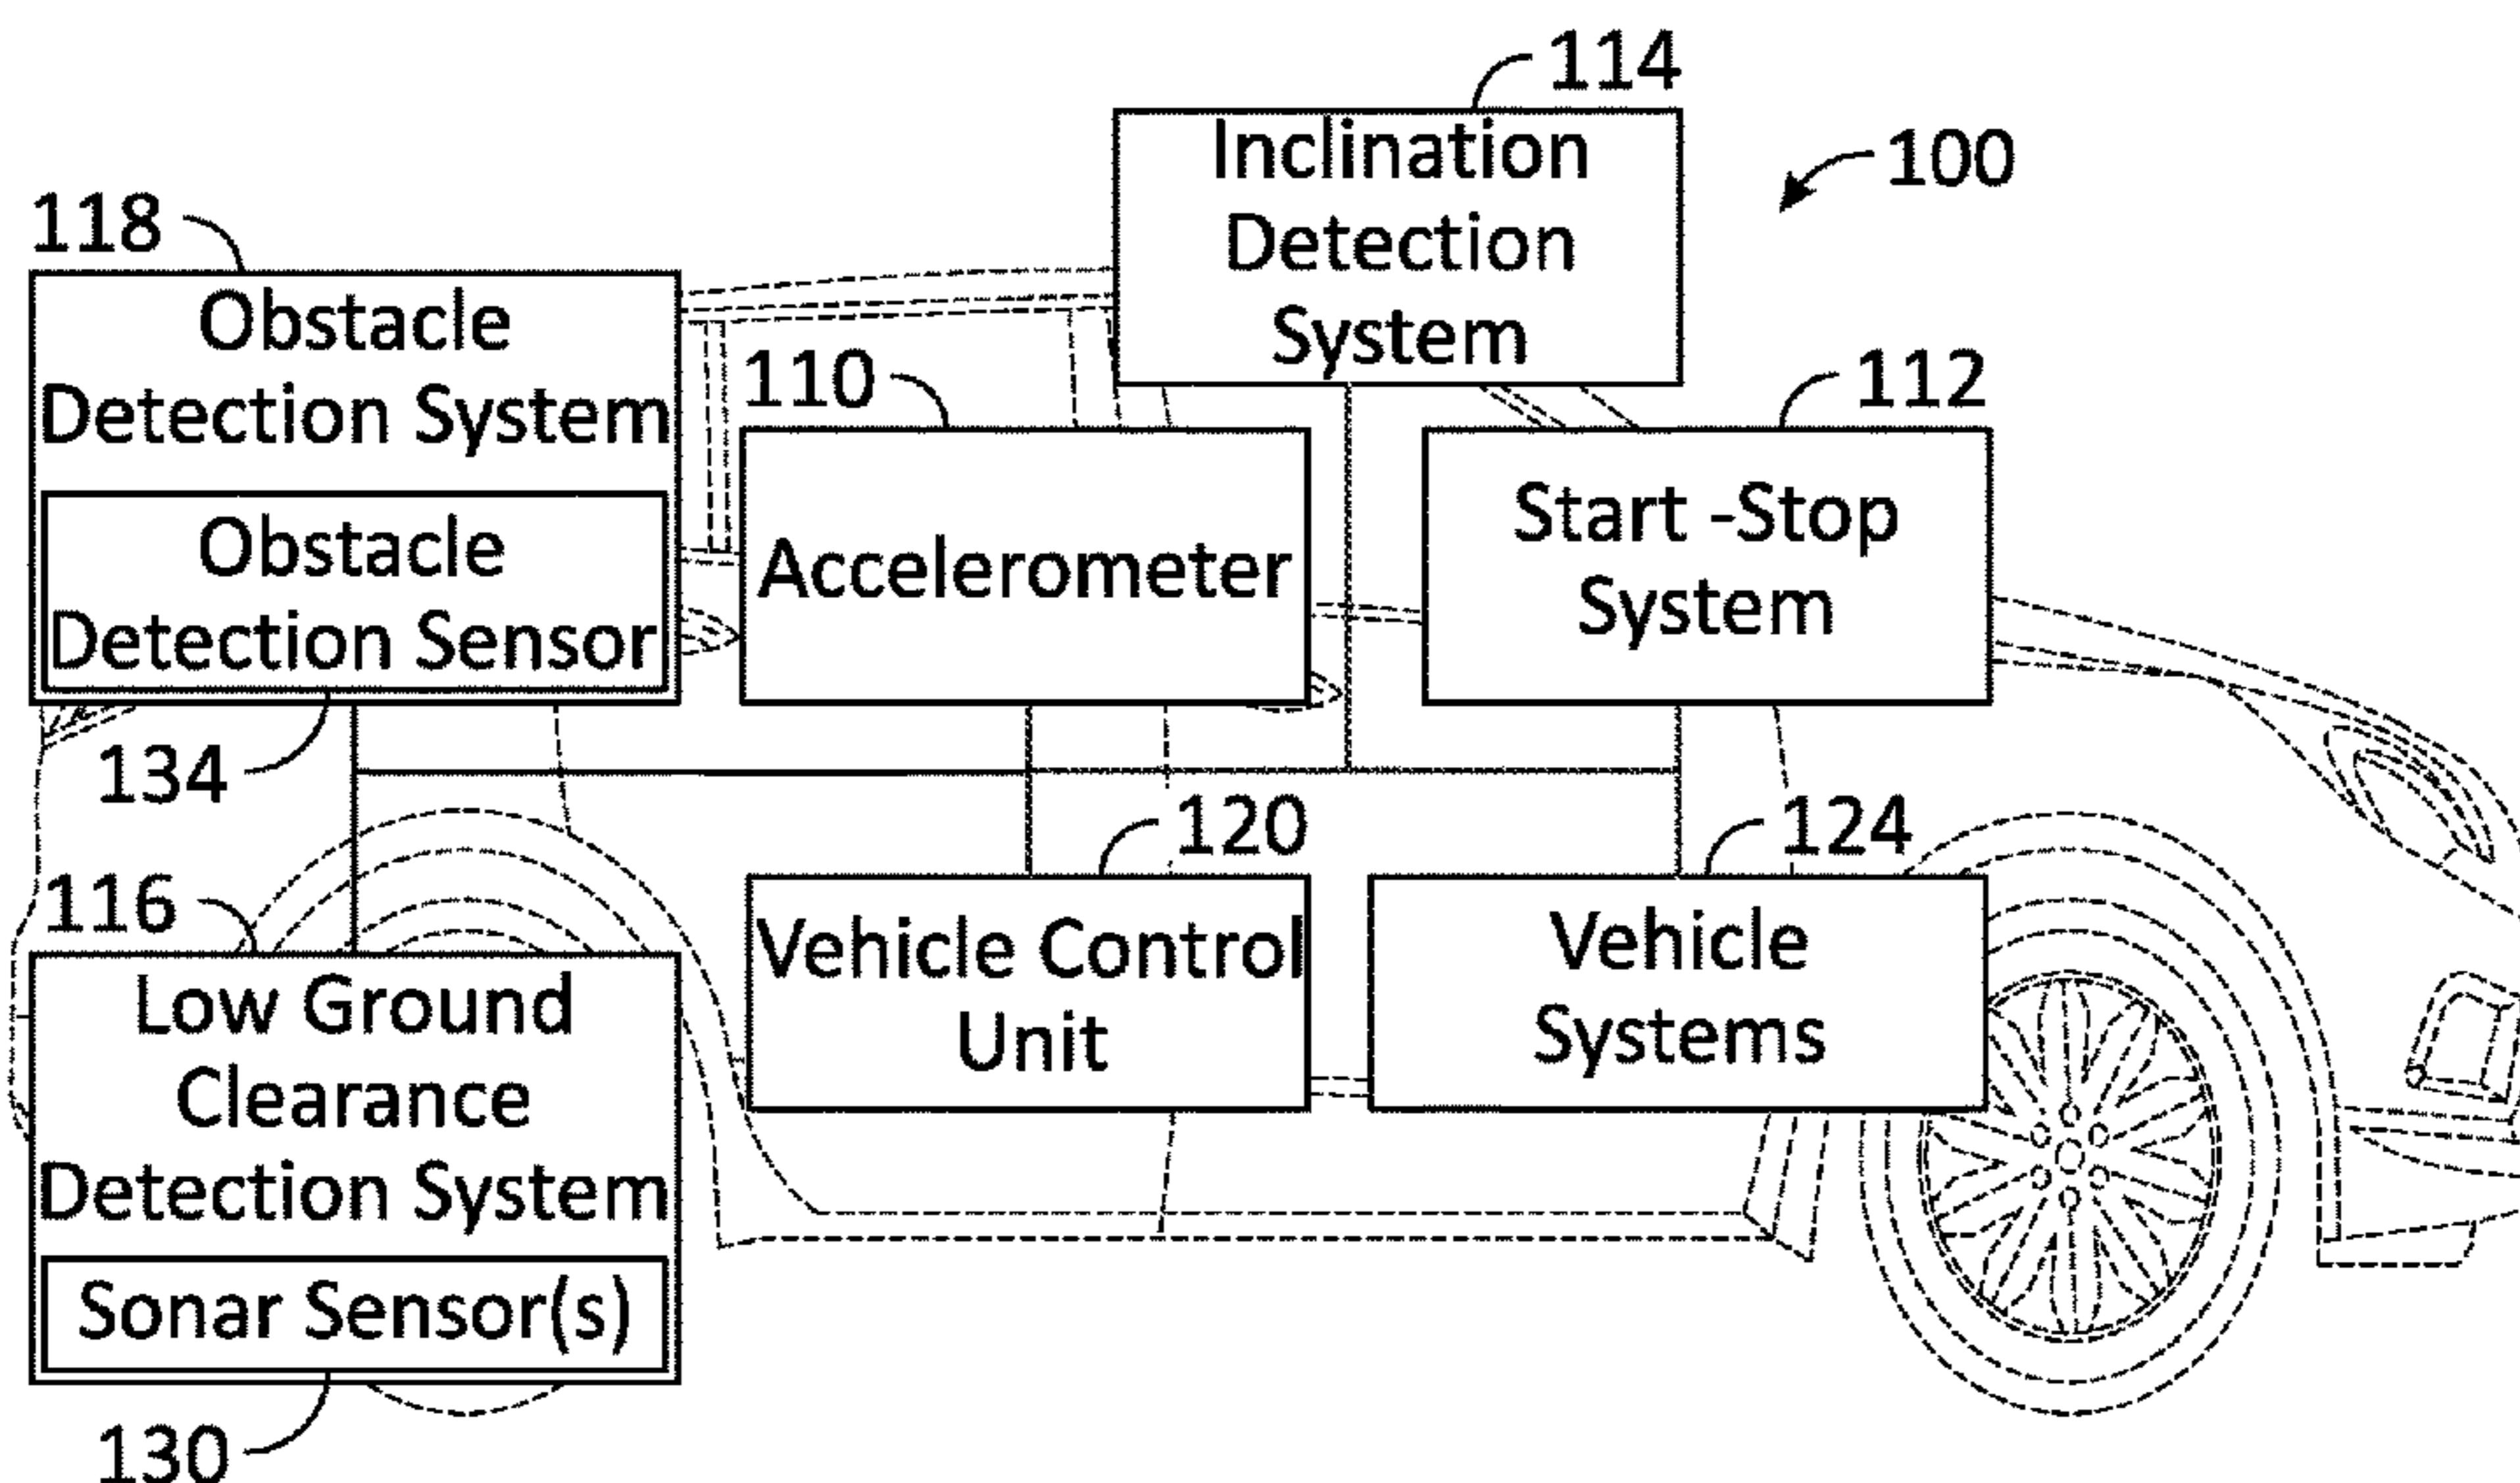 114
Inclination
Detection
System
100
118
Obstacle
Detection System
Obstacle
Detection Sensor
134
110
Accelerometer
112
Start -Stop
System
116
Low Ground
Clearance
Detection System
Sonar Sensor(s)
130
120
Vehicle Control
Unit
124
Vehicle
Systems